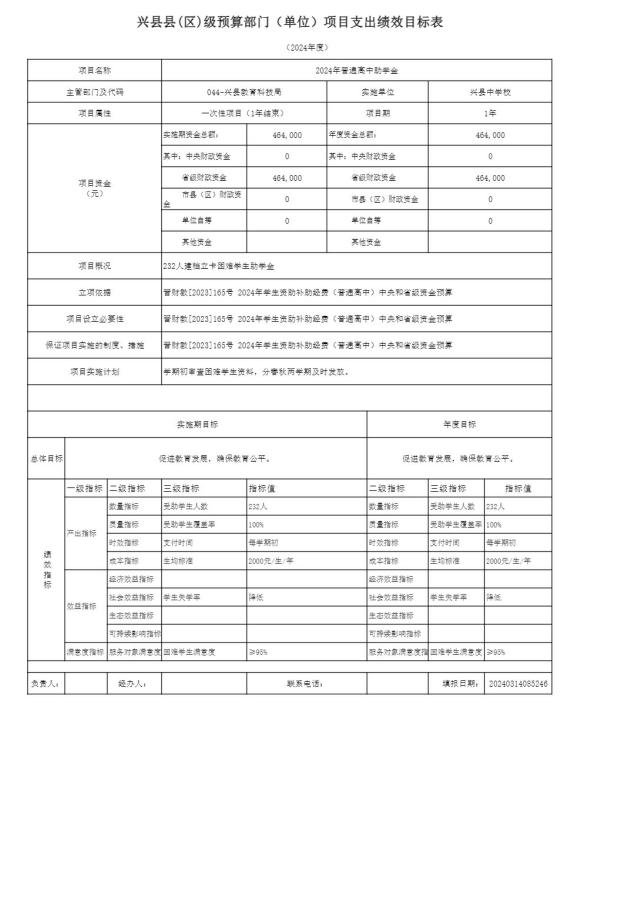 兴县县(区)级预算部门（单位）项目支出绩效目标表
（2024年度）
项目名称 2024年普通高中助学金
主管部门及代码 044-兴县教育科技局 实施单位 兴县中学校
项目属性 一次性项目（1年结束） 项目期 1年
项目资金（元） 实施期资金总额： 464,000 年度资金总额： 464,000
其中：中央财政资金 0 其中：中央财政资金 0
省级财政资金 464,000 省级财政资金 464,000
市县（区）财政资金 0 市县（区）财政资金 0
单位自筹 0 单位自筹 0
其他资金 其他资金
项目概况 232人建档立卡困难学生助学金
立项依据 晋财教[2023]165号 2024年学生资助补助经费（普通高中）中央和省级资金预算
项目设立必要性 晋财教[2023]165号 2024年学生资助补助经费（普通高中）中央和省级资金预算
保证项目实施的制度、措施 晋财教[2023]165号 2024年学生资助补助经费（普通高中）中央和省级资金预算
项目实施计划 学期初审查困难学生资料，分春秋两学期及时发放。
实施期目标 年度目标
总体目标 促进教育发展，确保教育公平。 促进教育发展，确保教育公平。
绩效指标 一级指标 二级指标 三级指标 指标值 二级指标 三级指标 指标值
产出指标 数量指标 受助学生人数 232人 数量指标 受助学生人数 232人
质量指标 受助学生覆盖率 100% 质量指标 受助学生覆盖率 100%
时效指标 支付时间 每学期初 时效指标 支付时间 每学期初
成本指标 生均标准 2000元/生/年 成本指标 生均标准 2000元/生/年
效益指标 经济效益指标 经济效益指标
社会效益指标 学生失学率 降低 社会效益指标 学生失学率 降低
生态效益指标 生态效益指标
可持续影响指标 可持续影响指标
满意度指标 服务对象满意度 困难学生满意度 ≥95% 服务对象满意度指 困难学生满意度 ≥95%
负责人： 经办人： 联系电话： 填报日期： 20240314085246